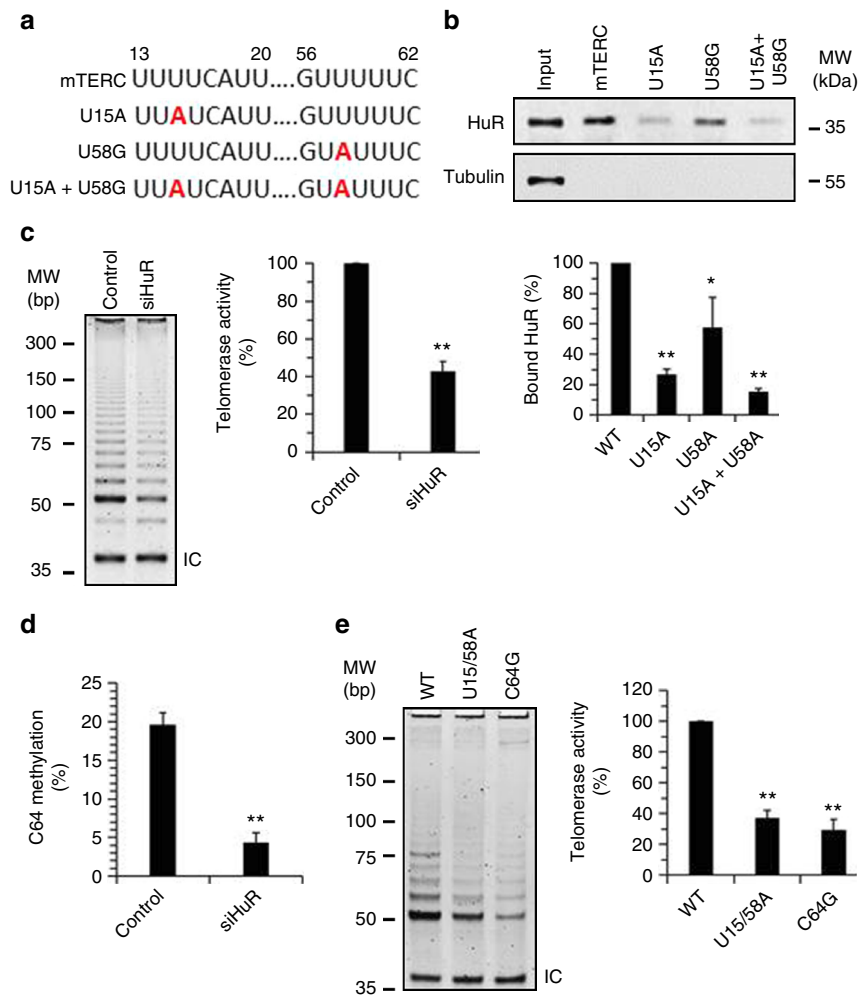 a
13 20 56 62
mTERC UUUUCAUU....GUUUUUC
U15A UUAUCAUU....GUUUUUC
U58G UUUUCAUU....GUAUUUC
U15A + U58G UUAUCAUU....GUAUUUC
b
Input
mTERC
U15A
U58G
U15A+
U58G
MW
(kDa)
HuR
35
Tubulin
55
c
MW
(bp)
Control
siHuR
300
150
100
75
50
35
IC
Telomerase activity
(%)
100
80
60
40
20
0
**
Control
siHuR
Bound HuR (%)
100
80
60
40
20
0
**
*
**
WT
U15A
U58A
U15A + U58A
d
C64 methylation
(%)
25
20
15
10
5
0
**
Control
siHuR
e
MW
(bp)
WT
U15/58A
C64G
300
150
100
75
50
35
IC
Telomerase activity
(%)
120
100
80
60
40
20
0
**
**
WT
U15/58A
C64G